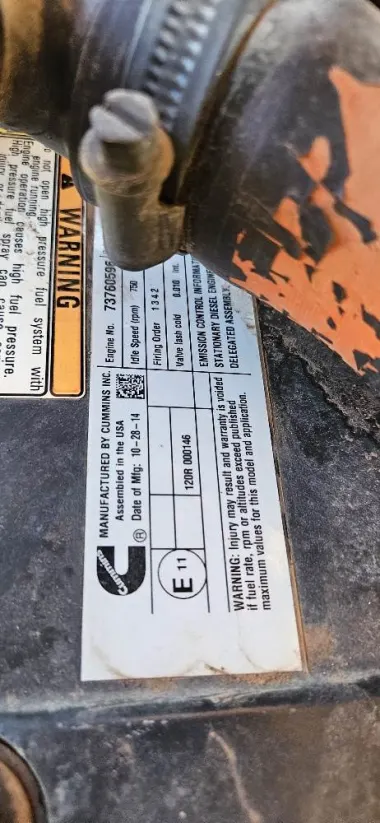 o not open high pressure fuel system with
engine running.
Engine operation causes high fuel pressure.
High pressure fuel spray can cause
WARNING
Cummins
®
MANUFACTURED BY CUMMINS INC.
Assembled in the USA
Date of Mfg: 10-28-14
Engine No. 7376059
Idle Speed (rpm) 750
Firing Order 1 3 4 2
Valve lash cold 0.010 Int.
E 11
120R 000146
EMISSION CONTROL INFORMAT
STATIONARY DIESEL ENGIN
DELEGATED ASSEMBLY
WARNING: Injury may result and warranty is voided
if fuel rate, rpm or altitudes exceed published
maximum values for this model and application.